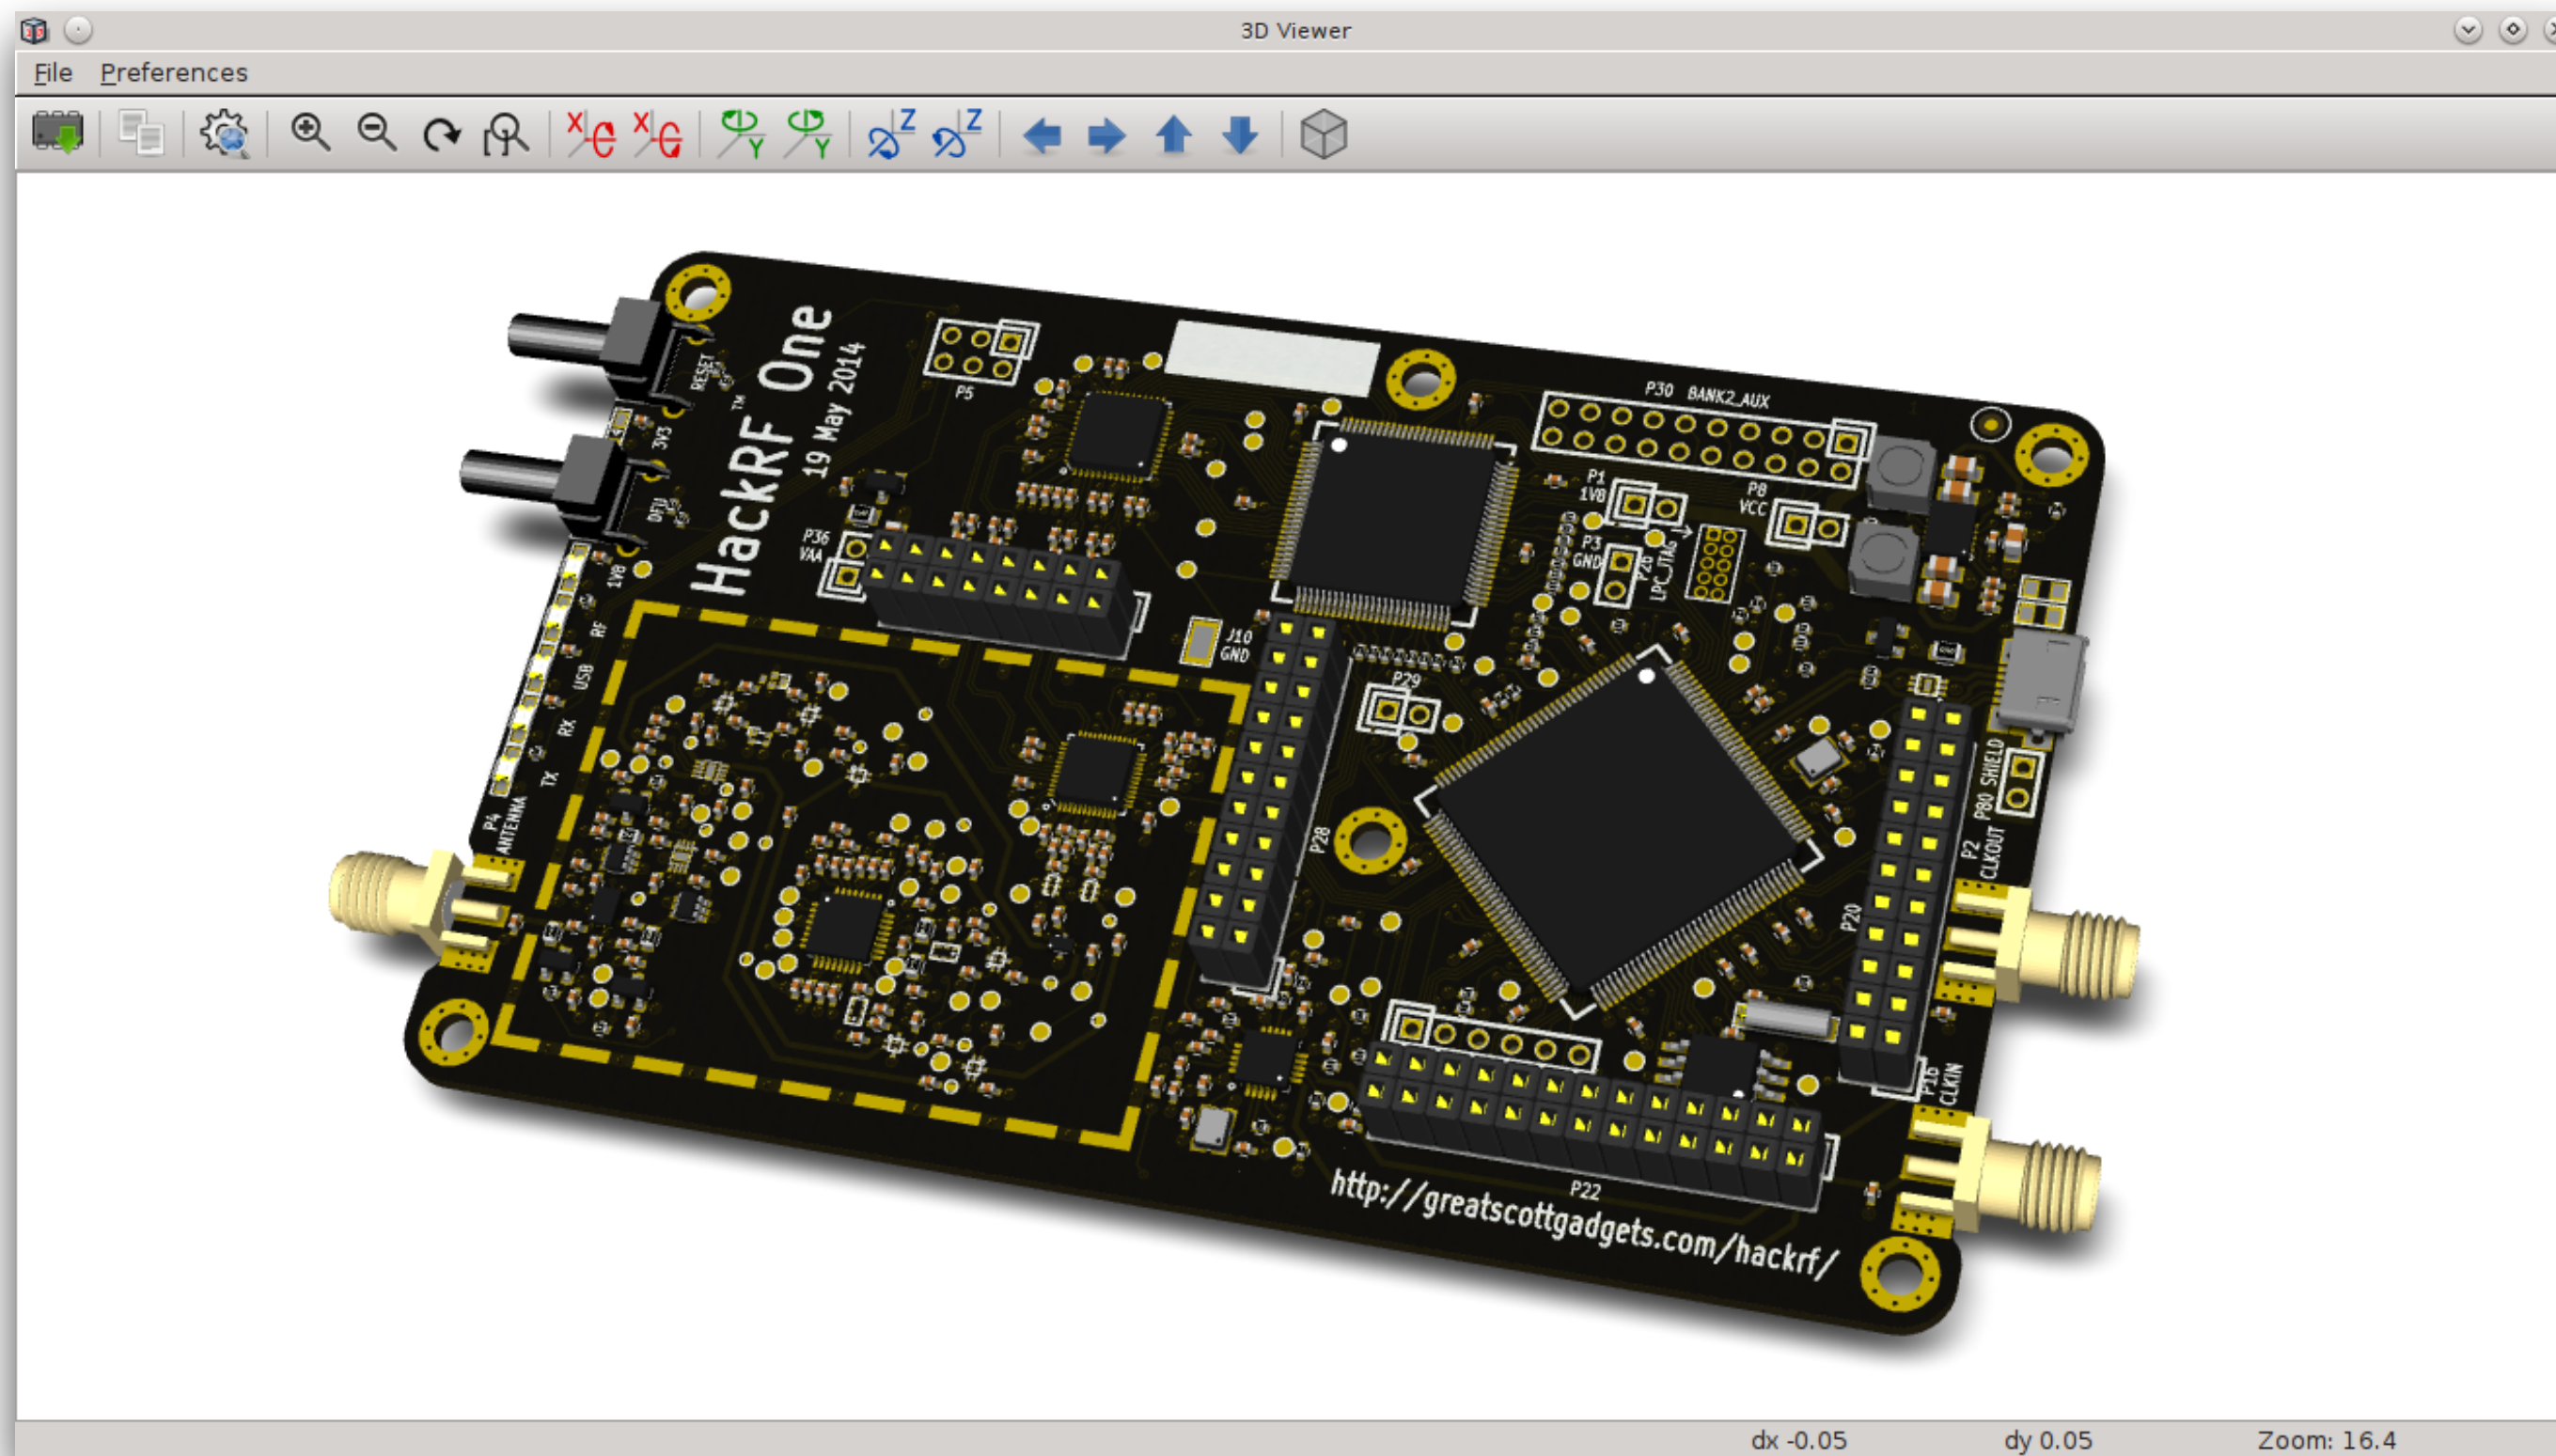 3D Viewer
File Preferences
X X Y Y Z Z
HackRF One
™
19 May 2014
RESET
3V3
DFU
1V8
RF
USB
RX
TX
P4
ANTENNA
P5
P36
VAA
J10
GND
P30 BANK2_AUX
P1
1V8
P8
VCC
P3
GND
P26
LPC_JTAG
P29
P28
P80 SHIELD
P2
CLKOUT
P20
P16
CLKIN
P22
http://greatscottgadgets.com/hackrf/
dx -0.05 dy 0.05 Zoom: 16.4